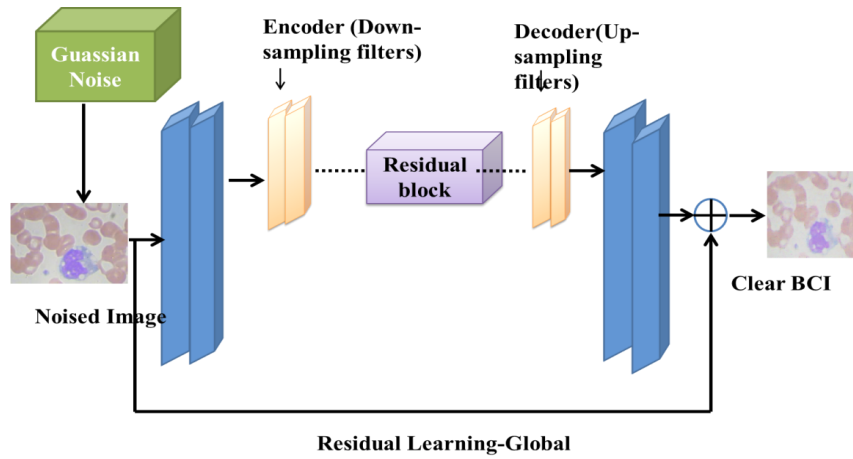 Guassian
Noise
Encoder (Down-
sampling filters)
Decoder(Up-
sampling
filters)
Residual
block
Noised Image
Clear BCI
Residual Learning-Global